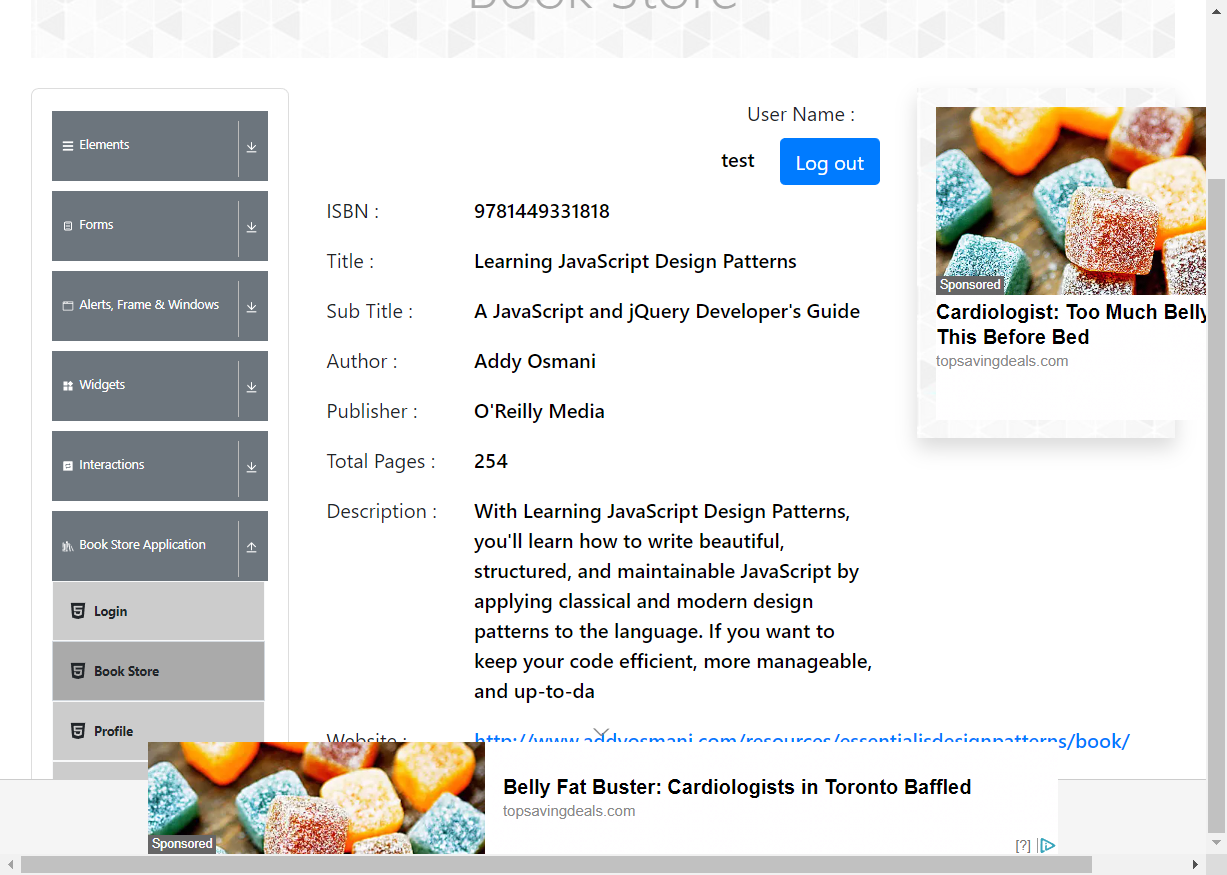 Book Store
Elements
Forms
Alerts, Frame & Windows
Widgets
Interactions
Book Store Application
Login
Book Store
Profile
User Name :
test
Log out
ISBN :
9781449331818
Title :
Learning JavaScript Design Patterns
Sub Title :
A JavaScript and jQuery Developer's Guide
Author :
Addy Osmani
Publisher :
O'Reilly Media
Total Pages :
254
Description :
With Learning JavaScript Design Patterns,
you'll learn how to write beautiful,
structured, and maintainable JavaScript by
applying classical and modern design
patterns to the language. If you want to
keep your code efficient, more manageable,
and up-to-da
Website :
http://www.addyosmani.com/resources/essentialjsdesignpatterns/book/
Sponsored
Cardiologist: Too Much Belly
This Before Bed
topsavingdeals.com
Sponsored
Belly Fat Buster: Cardiologists in Toronto Baffled
topsavingdeals.com
[?]